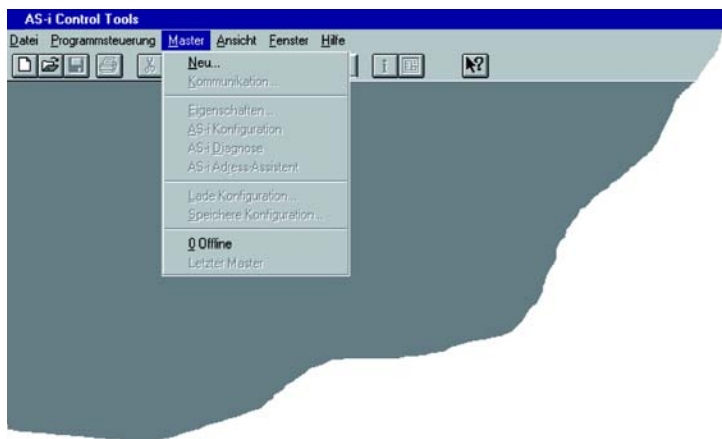 AS-i Control Tools
Datei Programmsteuerung Master Ansicht Fenster Hilfe
Neu...
Kommunikation...
Eigenschaften...
AS-i Konfiguration
AS-i Diagnose
AS-i Adress-Assistent
Lade Konfiguration...
Speichere Konfiguration...
0 Offline
Letzter Master